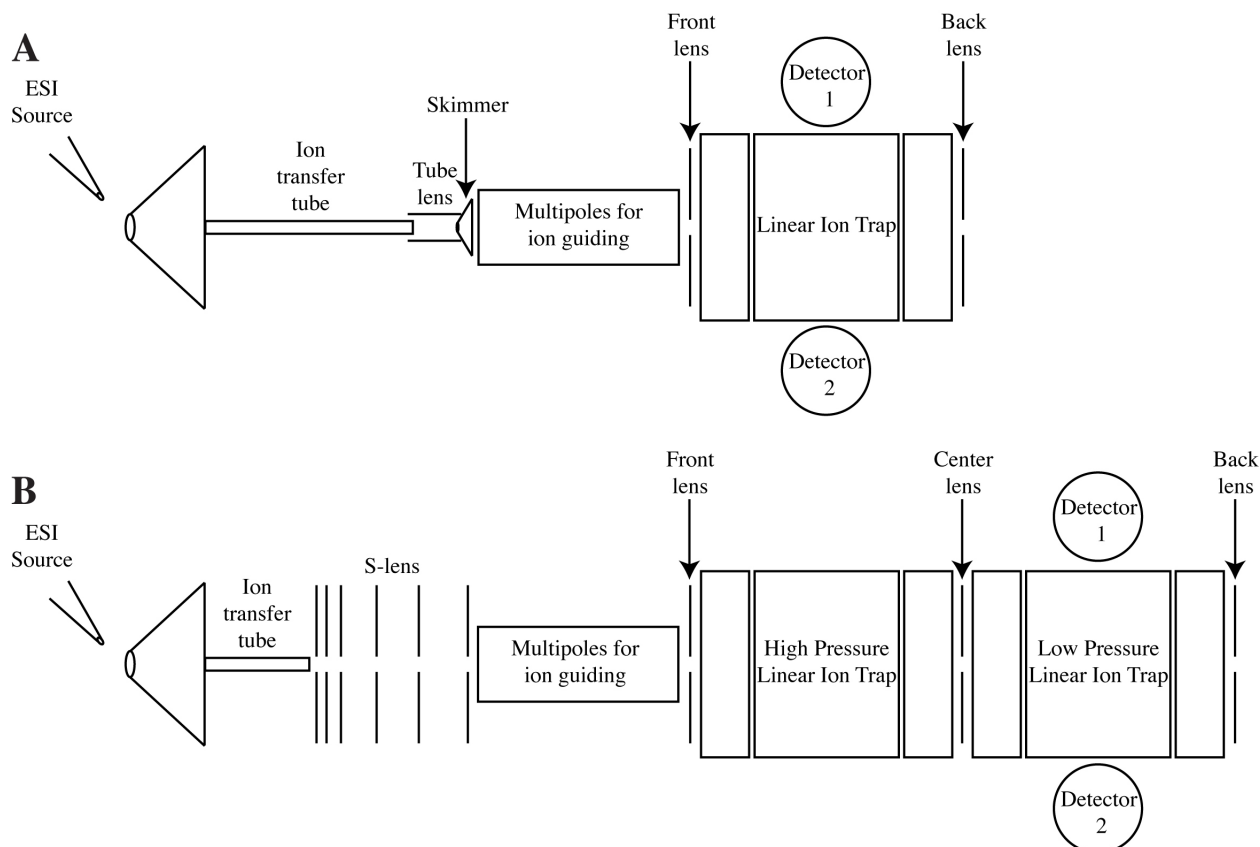 A
ESI
Source
Ion
transfer
tube
Tube
lens
Skimmer
Multipoles for
ion guiding
Front
lens
Detector
1
Linear Ion Trap
Detector
2
Back
lens
B
ESI
Source
Ion
transfer
tube
S-lens
Multipoles for
ion guiding
Front
lens
High Pressure
Linear Ion Trap
Center
lens
Detector
1
Low Pressure
Linear Ion Trap
Detector
2
Back
lens